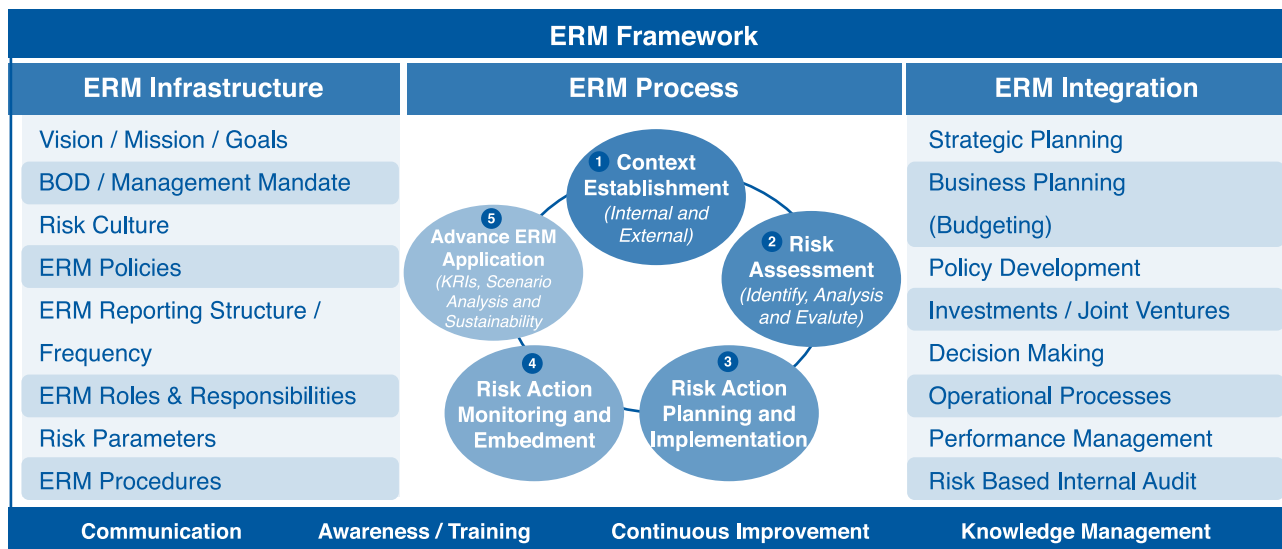 ERM Framework
ERM Infrastructure
Vision / Mission / Goals
BOD / Management Mandate
Risk Culture
ERM Policies
ERM Reporting Structure /
Frequency
ERM Roles & Responsibilities
Risk Parameters
ERM Procedures
ERM Process
1 Context
Establishment
(Internal and
External)
2 Risk
Assessment
(Identify, Analysis
and Evalute)
3
Risk Action
Planning and
Implementation
4
Risk Action
Monitoring and
Embedment
5
Advance ERM
Application
(KRIs, Scenario
Analysis and
Sustainability
ERM Integration
Strategic Planning
Business Planning
(Budgeting)
Policy Development
Investments / Joint Ventures
Decision Making
Operational Processes
Performance Management
Risk Based Internal Audit
Communication Awareness / Training Continuous Improvement Knowledge Management